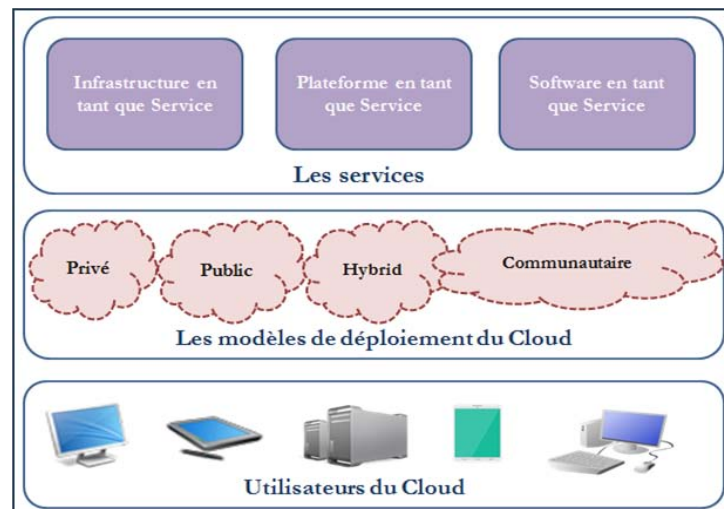 Infrastructure en
tant que Service
Plateforme en tant
que Service
Software en tant
que Service
Les services
Privé
Public
Hybrid
Communautaire
Les modèles de déploiement du Cloud
Utilisateurs du Cloud